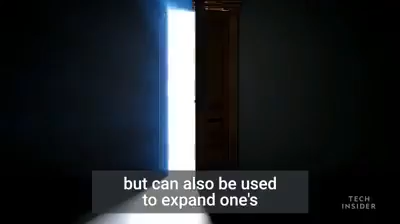 but can also be used
to expand one's
TECH
INSIDER